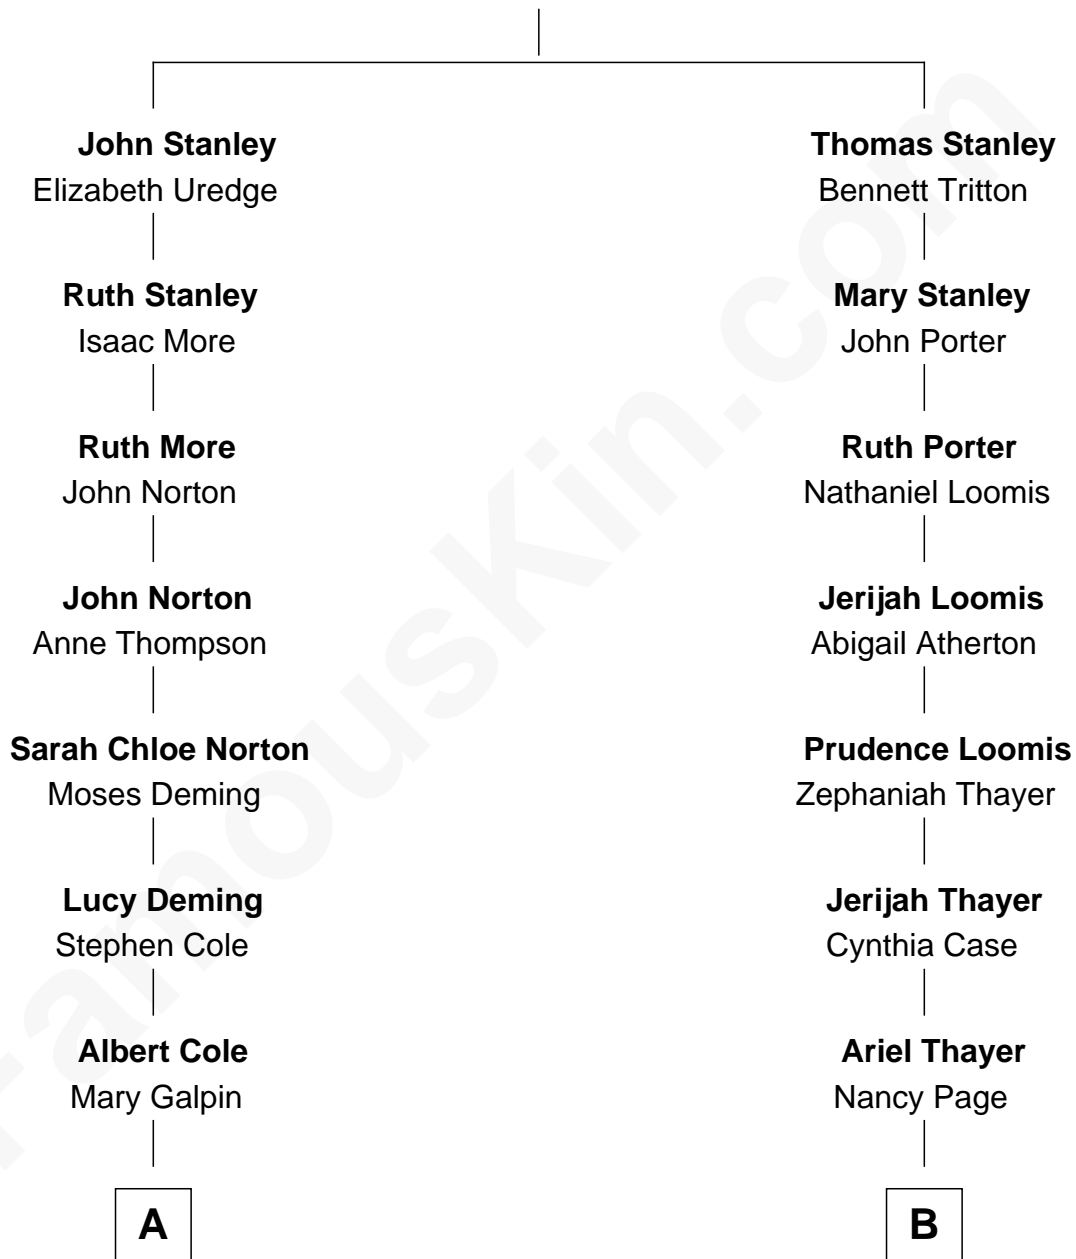 John Stanley
Elizabeth Uredge
Ruth Stanley
Isaac More
Ruth More
John Norton
John Norton
Anne Thompson
Sarah Chloe Norton
Moses Deming
Lucy Deming
Stephen Cole
Albert Cole
Mary Galpin
A
Thomas Stanley
Bennett Tritton
Mary Stanley
John Porter
Ruth Porter
Nathaniel Loomis
Jerijah Loomis
Abigail Atherton
Prudence Loomis
Zephaniah Thayer
Jerijah Thayer
Cynthia Case
Ariel Thayer
Nancy Page
B
FamousKin.com